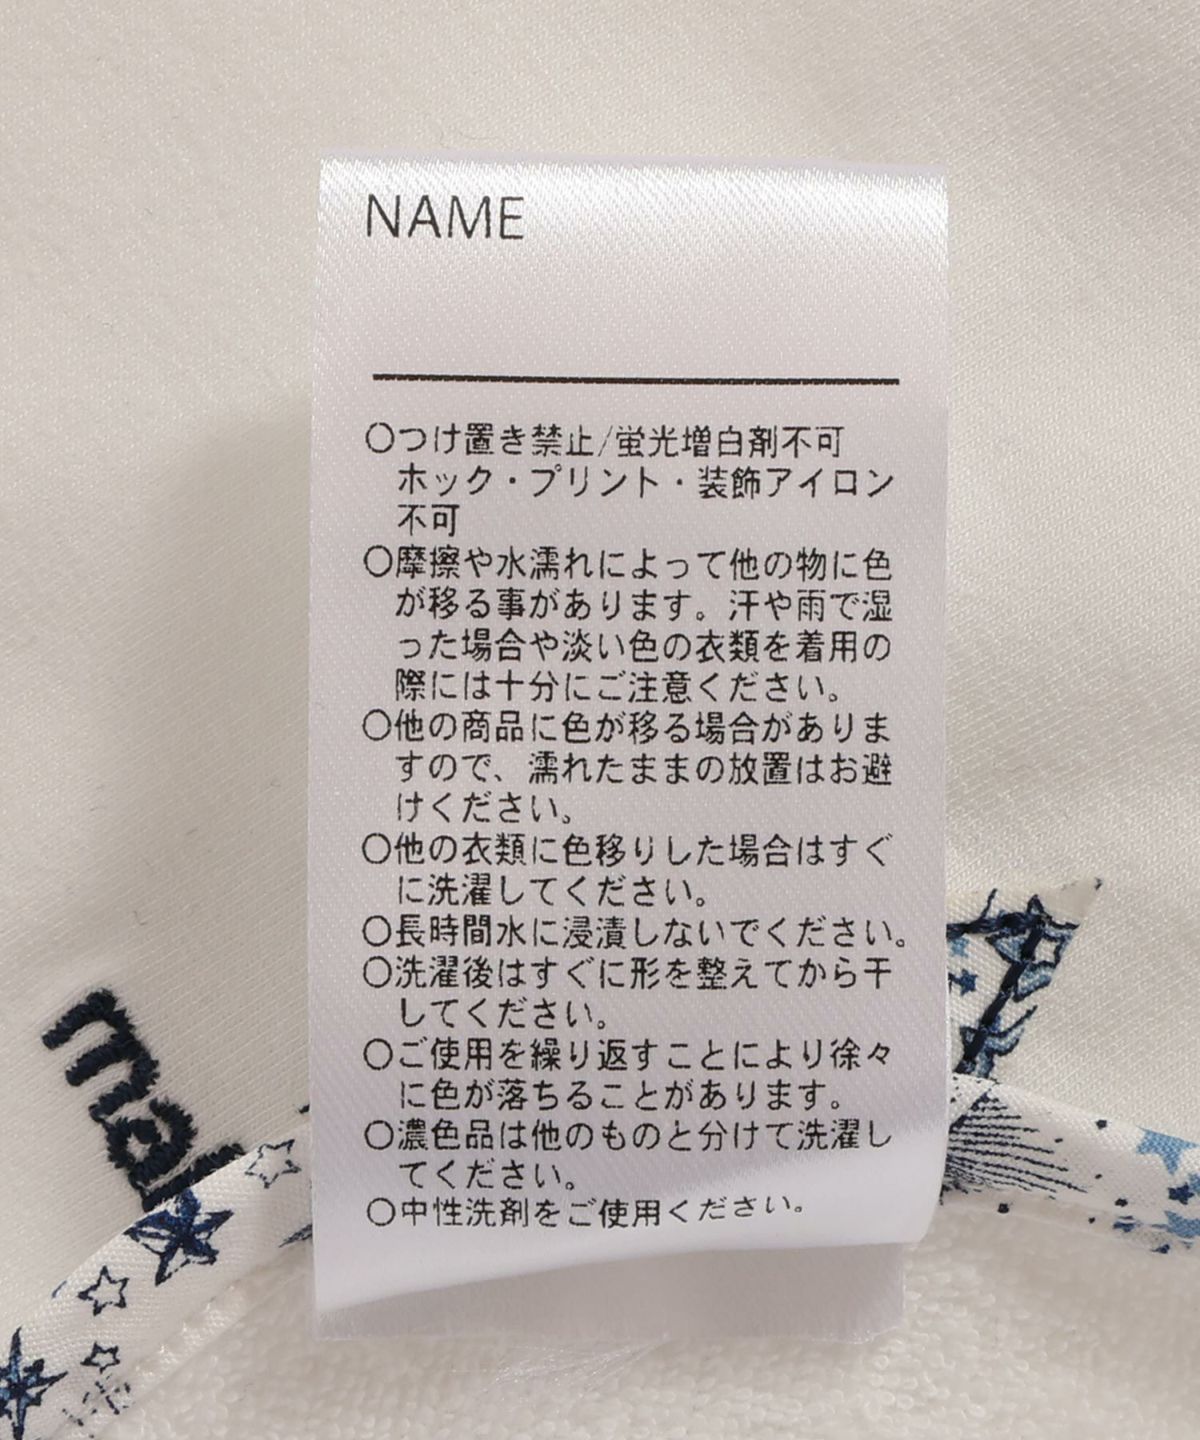 NAME
○つけ置き禁止/蛍光増白剤不可
ホック・プリント・装飾アイロン
不可
○摩擦や水濡れによって他の物に色
が移る事があります。汗や雨で湿
った場合や淡い色の衣類を着用の
際には十分にご注意ください。
○他の商品に色が移る場合がありま
すので、濡れたままの放置はお避
けください。
○他の衣類に色移りした場合はすぐ
に洗濯してください。
○長時間水に浸漬しないでください。
○洗濯後はすぐに形を整えてから干
してください。
○ご使用を繰り返すことにより徐々
に色が落ちることがあります。
○濃色品は他のものと分けて洗濯し
てください。
○中性洗剤をご使用ください。